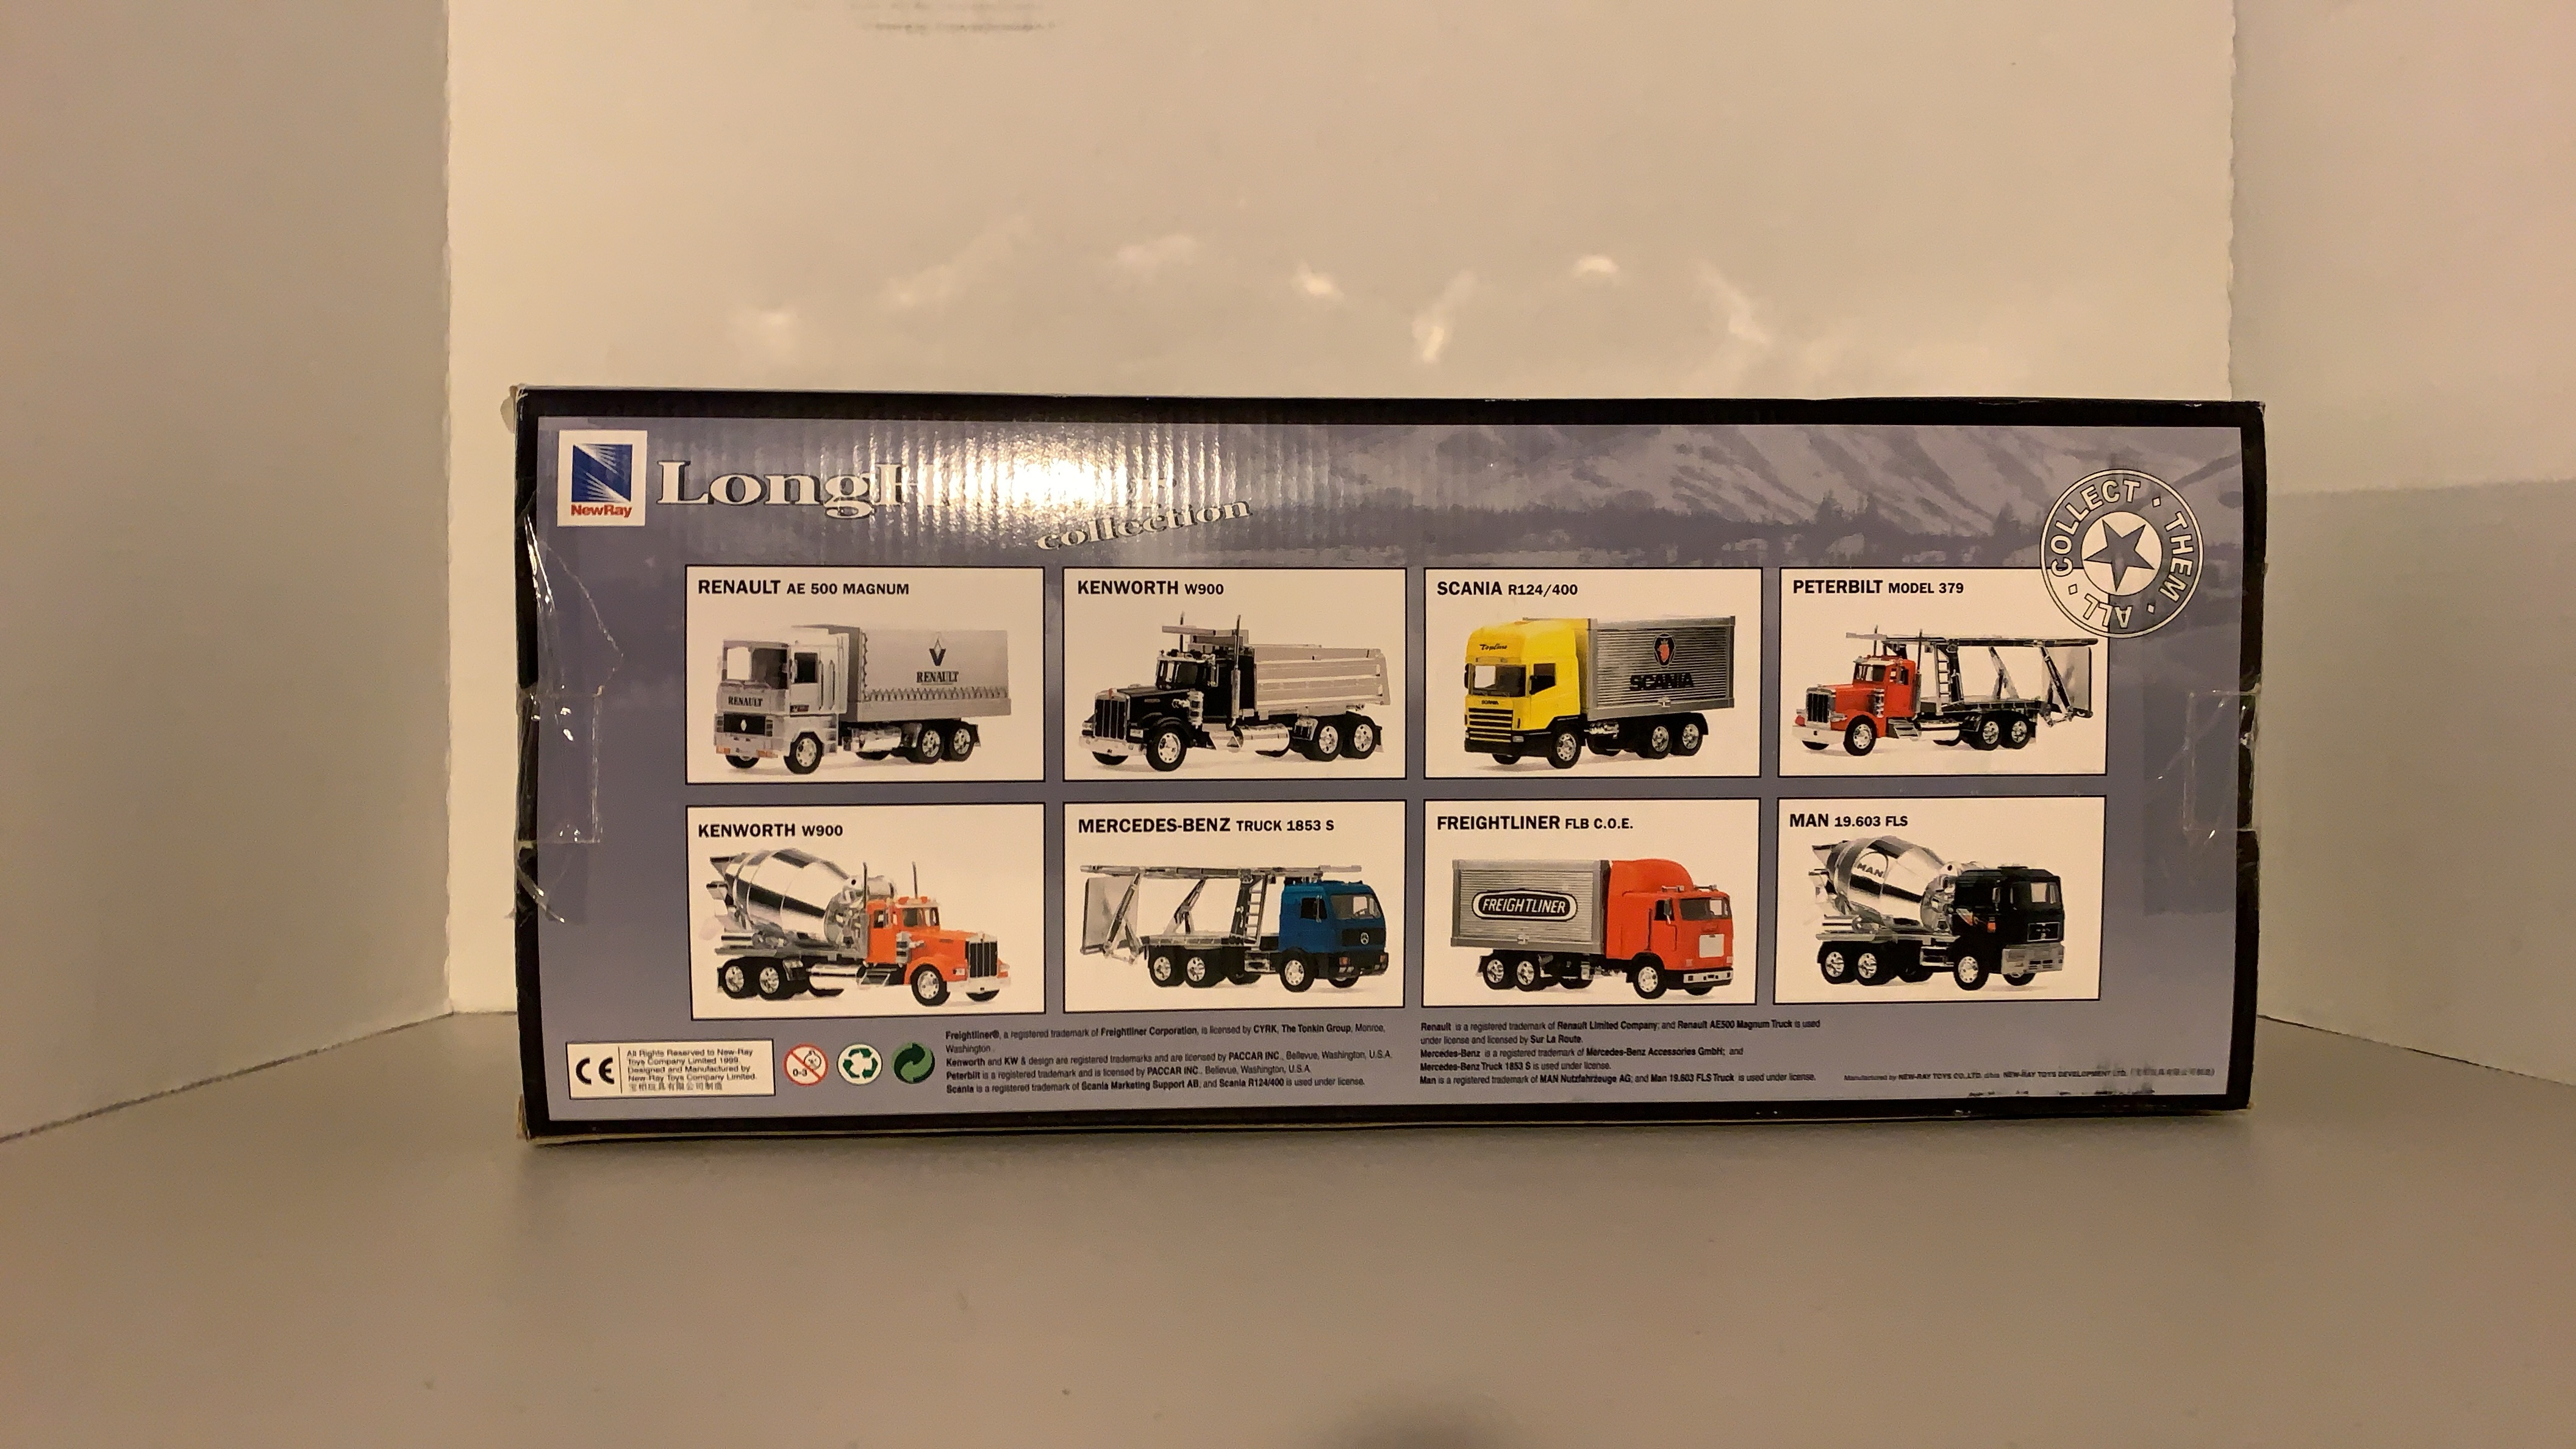 NewRay
Long
collection
COLLECT · THEM · ALL ·
RENAULT AE 500 MAGNUM
RENAULT
RENAULT
KENWORTH W900
SCANIA R124/400
Topline
SCANIA
SCANIA
PETERBILT MODEL 379
KENWORTH W900
MERCEDES-BENZ TRUCK 1853 S
FREIGHTLINER FLB C.O.E.
FREIGHTLINER
MAN 19.603 FLS
MAN
CE
All Rights Reserved to New-Ray
Toys Company Limited 1999.
Designed and Manufactured by
New-Ray Toys Company Limited.
0-3
Freightliner®, a registered trademark of Freightliner Corporation, is licensed by CYRK, The Tonkin Group, Monroe,
Washington.
Kenworth and KW & design are registered trademarks and are licensed by PACCAR INC., Bellevue, Washington, U.S.A.
Peterbilt is a registered trademark and is licensed by PACCAR INC.. Bellevue, Washington, U.S.A.
Scania is a registered trademark of Scania Marketing Support AB; and Scania R124/400 is used under license.
Renault is a registered trademark of Renault Limited Company; and Renault AE500 Magnum Truck is used
under license and licensed by Sur La Route.
Mercedes-Benz is a registered trademark of Mercedes-Benz Accessories GmbH; and
Mercedes-Benz Truck 1853 S is used under license.
Man is a registered trademark of MAN Nutzfahrzeuge AG; and Man 19.603 FLS Truck is used under license.
Manufactured by NEW-RAY TOYS CO.,LTD. d/b/a NEW-RAY TOYS DEVELOPMENT LTD.